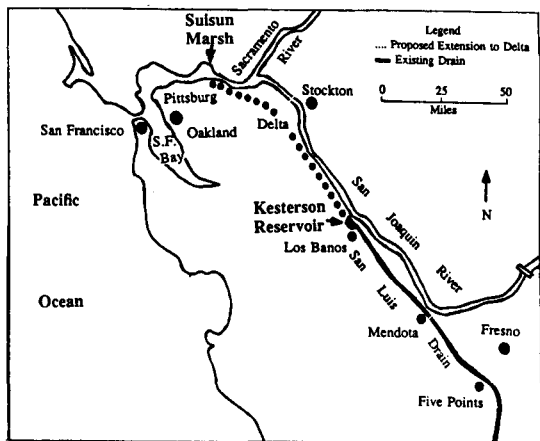 Suisun
Marsh
Sacramento
River
Legend
Proposed Extension to Delta
Existing Drain
0 25 50
Miles
Pittsburg
Stockton
San Francisco
Oakland
Delta
S.F.
Bay
Pacific
San
Joaquin
River
N
Kesterson
Reservoir
Los Banos
San
Luis
Drain
Ocean
Mendota
Fresno
Five Points